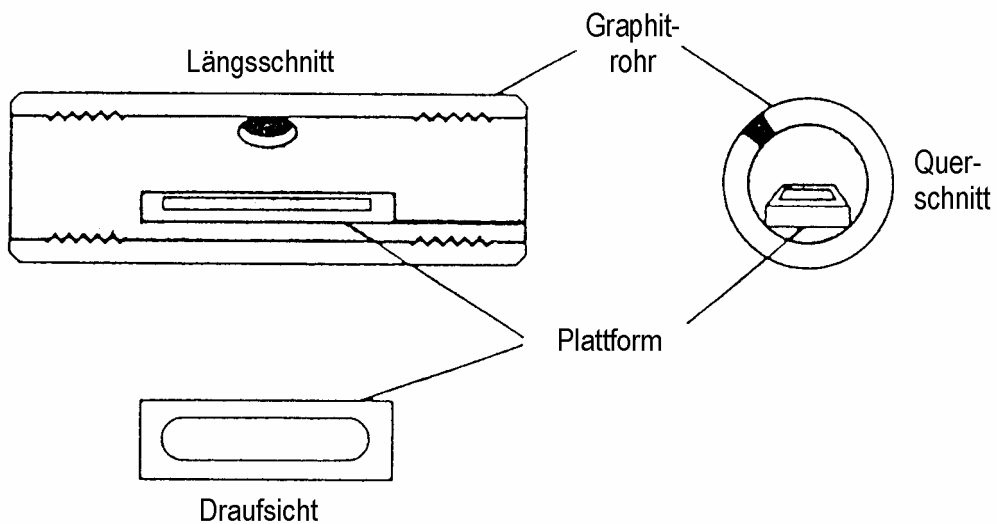 Längsschnitt
Graphit-
rohr
Quer-
schnitt
Plattform
Draufsicht